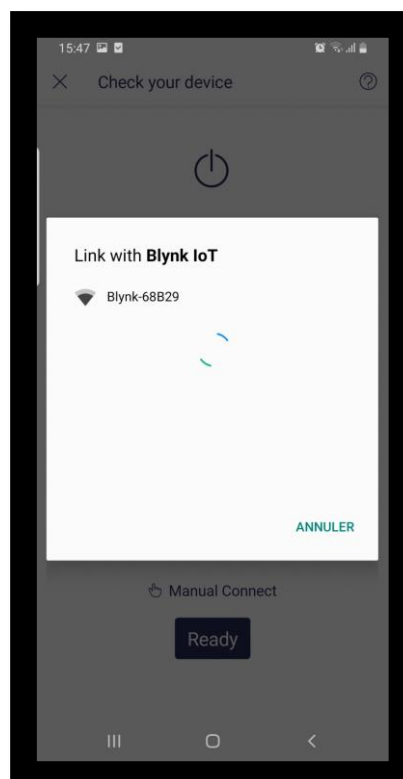 15:47
Check your device
Link with Blynk IoT
Blynk-68B29
ANNULER
Manual Connect
Ready